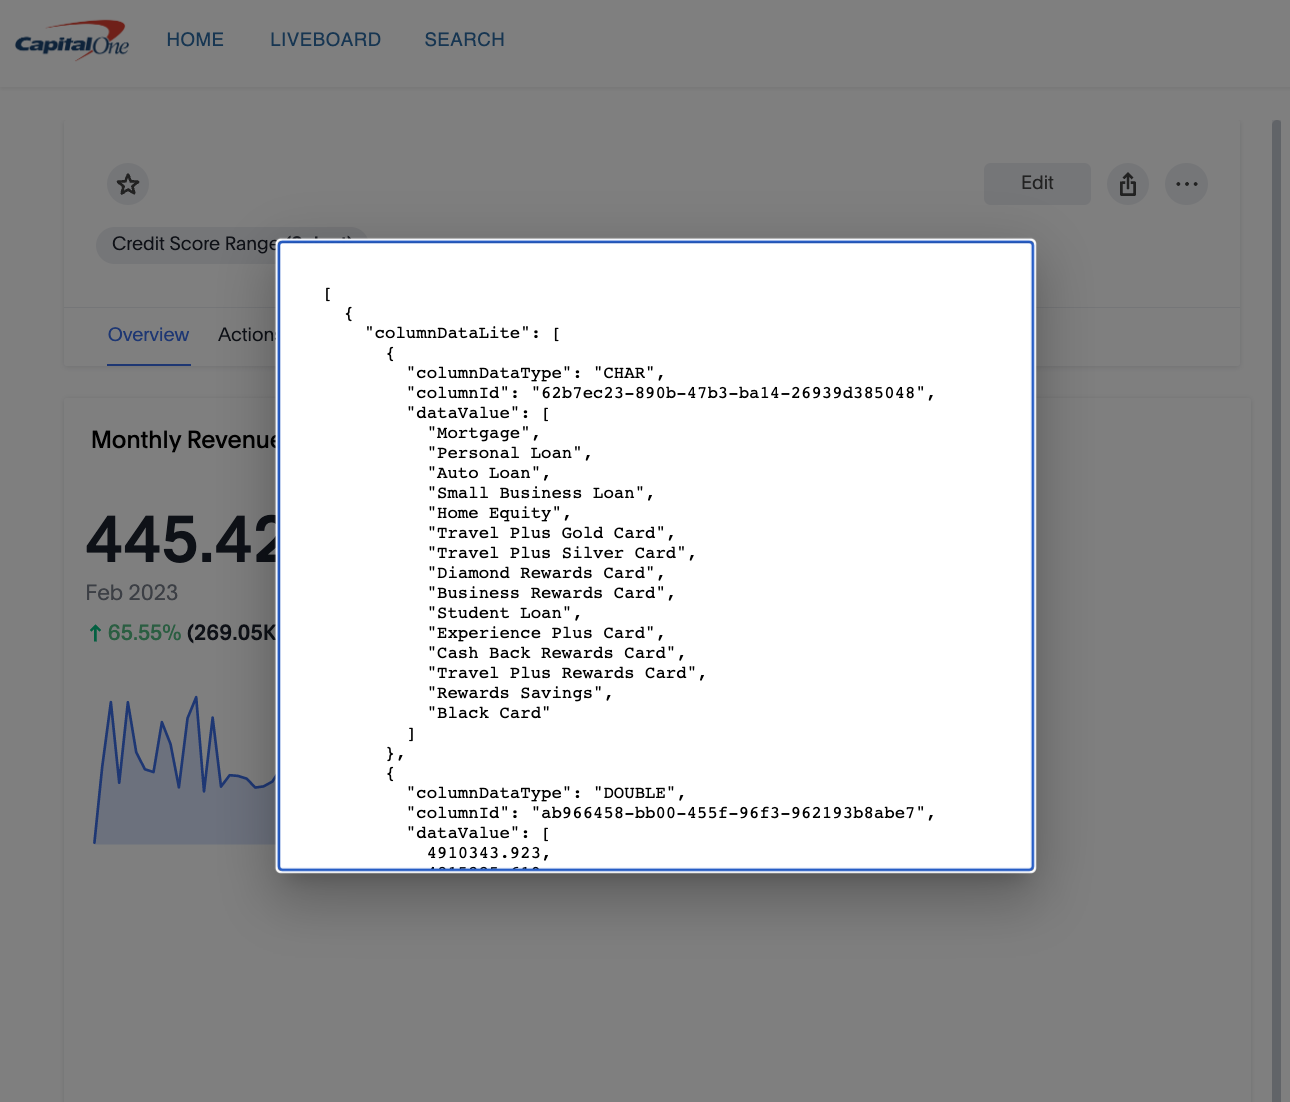 CapitalOne
HOME
LIVEBOARD
SEARCH
Edit
Credit Score Range
Overview
Monthly Revenue
445.42
Feb 2023
65.55% (269.05K
[
{
"columnDataLite": [
{
"columnDataType": "CHAR",
"columnId": "62b7ec23-890b-47b3-ba14-26939d385048",
"dataValue": [
"Mortgage",
"Personal Loan",
"Auto Loan",
"Small Business Loan",
"Home Equity",
"Travel Plus Gold Card",
"Travel Plus Silver Card",
"Diamond Rewards Card",
"Business Rewards Card",
"Student Loan",
"Experience Plus Card",
"Cash Back Rewards Card",
"Travel Plus Rewards Card",
"Rewards Savings",
"Black Card"
]
},
{
"columnDataType": "DOUBLE",
"columnId": "ab966458-bb00-455f-96f3-962193b8abe7",
"dataValue": [
4910343.923,